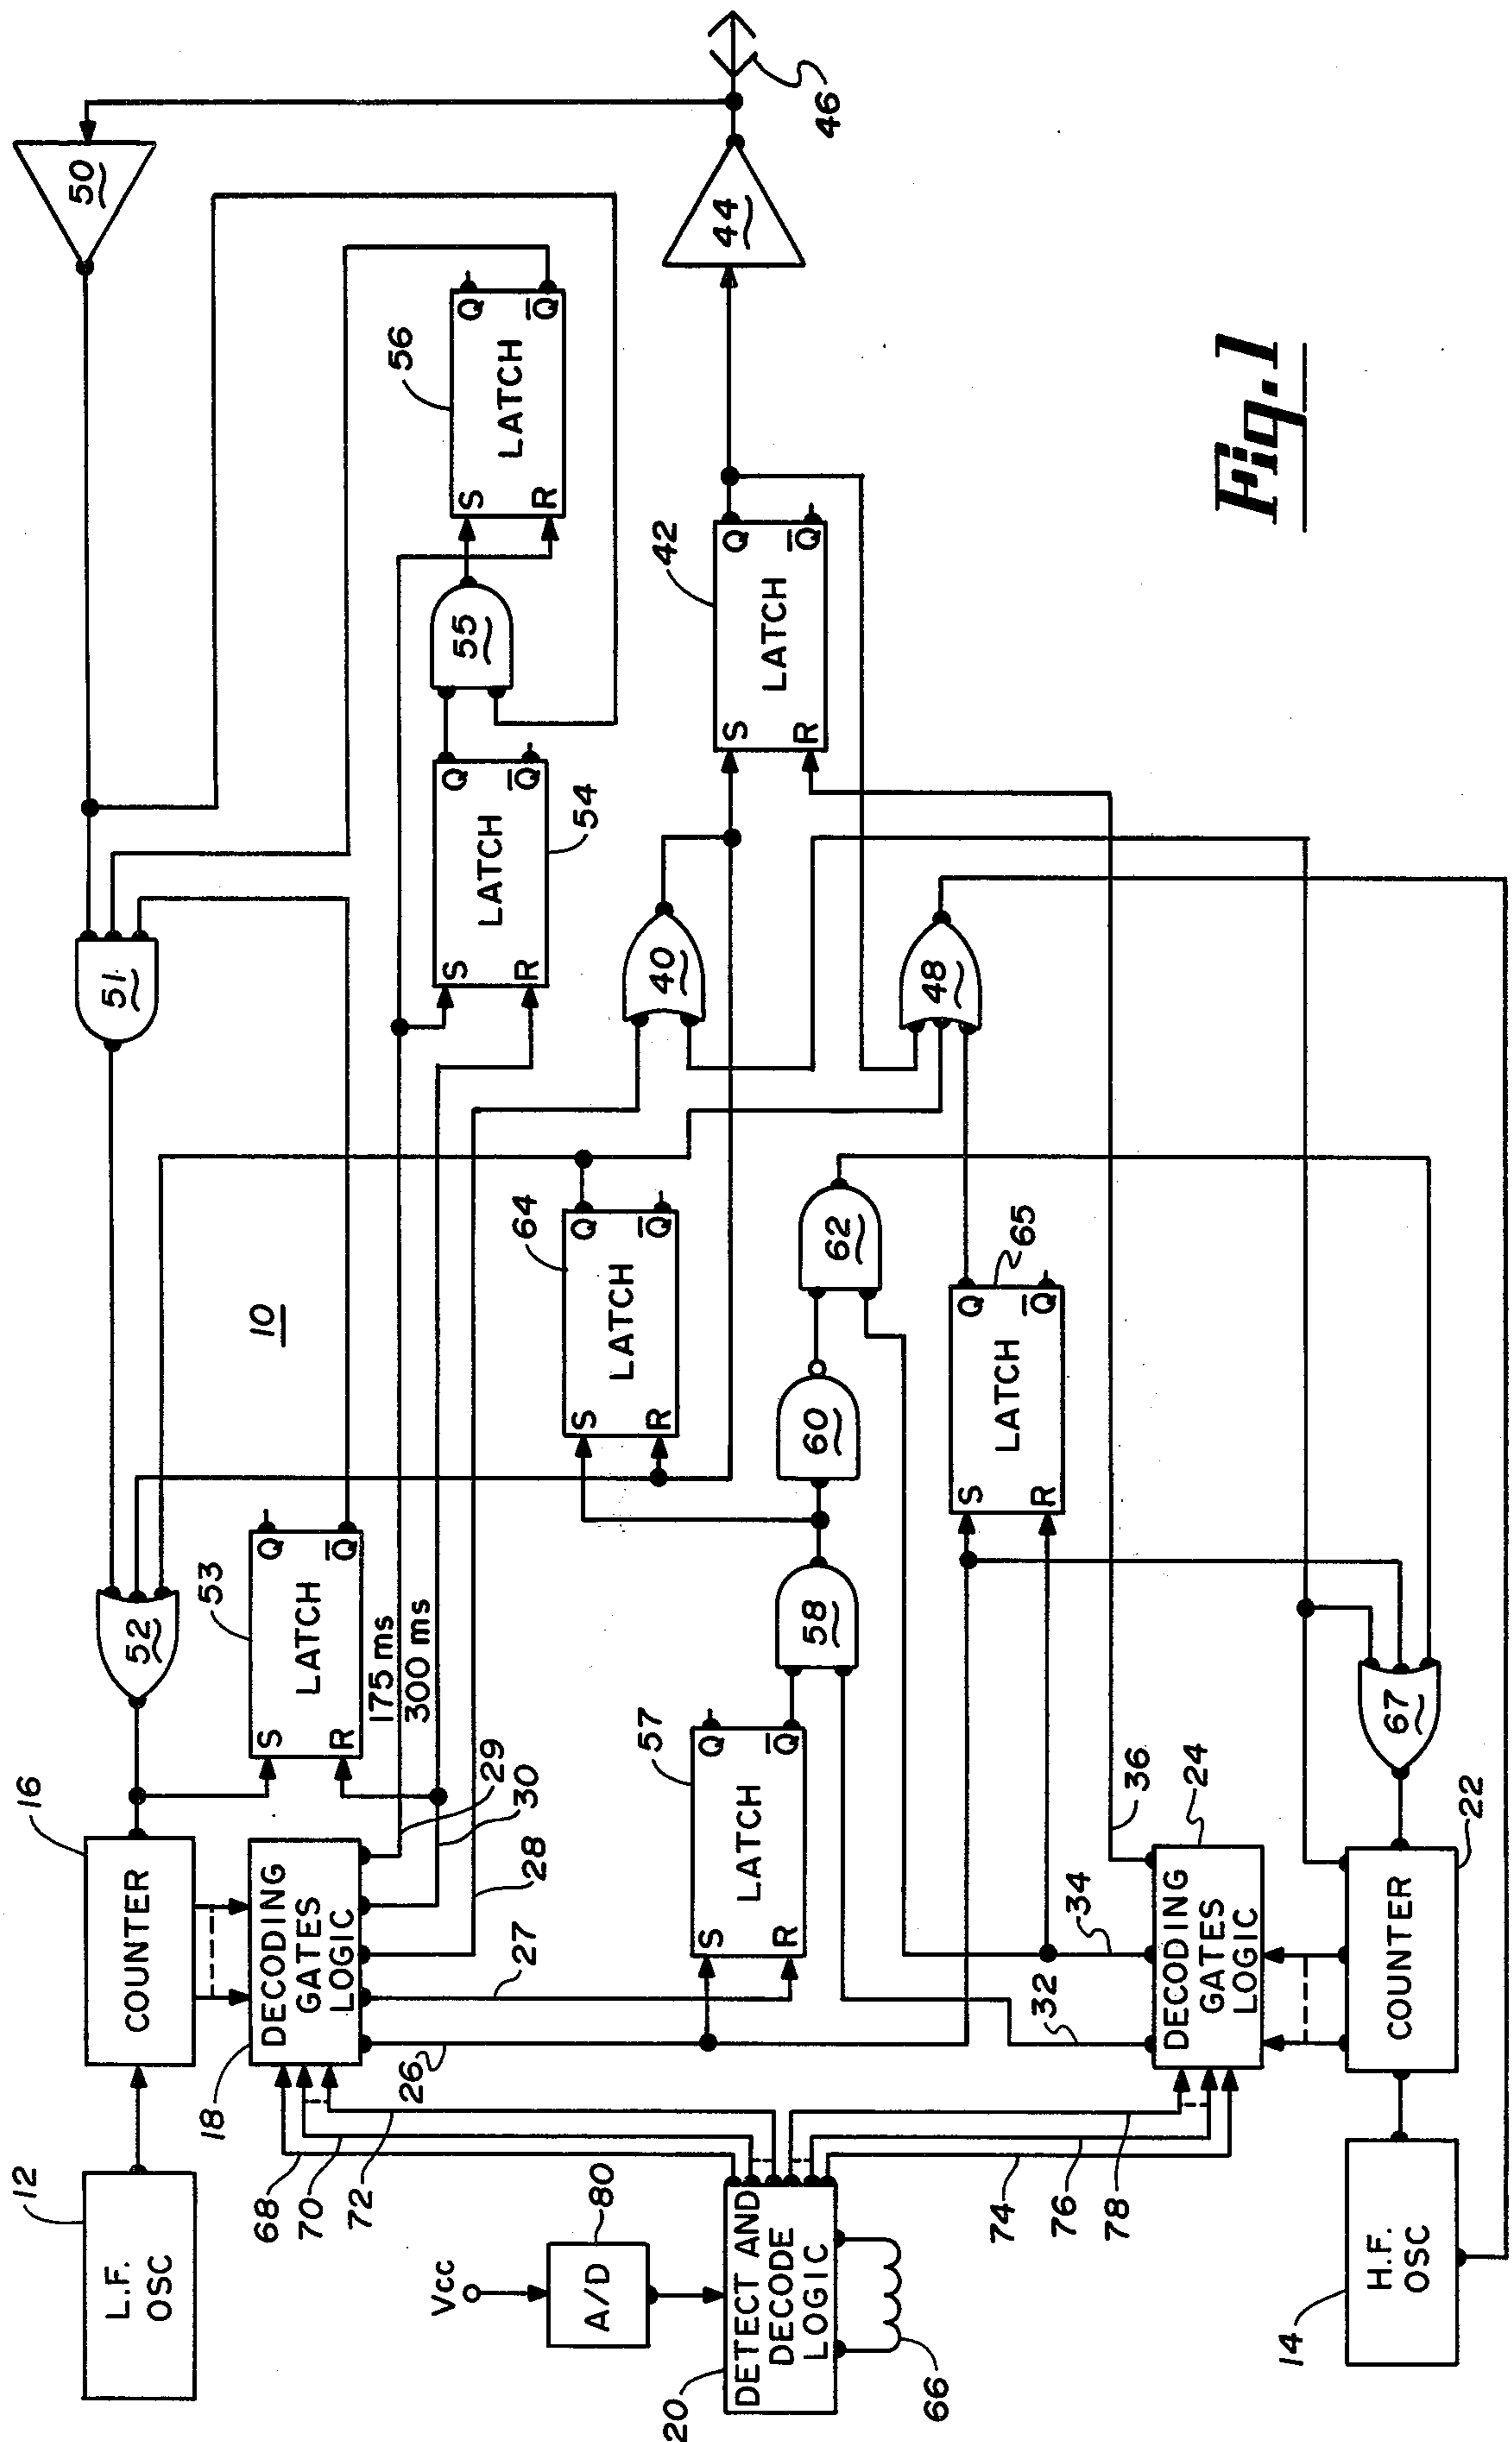 12
L.F.
OSC
16
COUNTER
52
51
50
53
LATCH
S
R
Q
Q̅
10
18
DECODING
GATES
LOGIC
175 ms
300 ms
29
30
28
27
26
68
70
72
LATCH
54
S
R
Q
Q̅
55
56
LATCH
S
R
Q
Q̅
64
LATCH
S
R
Q
Q̅
40
42
LATCH
S
R
Q
Q̅
44
46
Vcc
80
A/D
20
DETECT AND
DECODE
LOGIC
66
57
LATCH
S
R
Q
Q̅
58
60
62
48
65
LATCH
S
R
Q
Q̅
74
76
78
32
34
36
24
DECODING
GATES
LOGIC
67
22
COUNTER
14
H.F.
OSC
Fig. 1